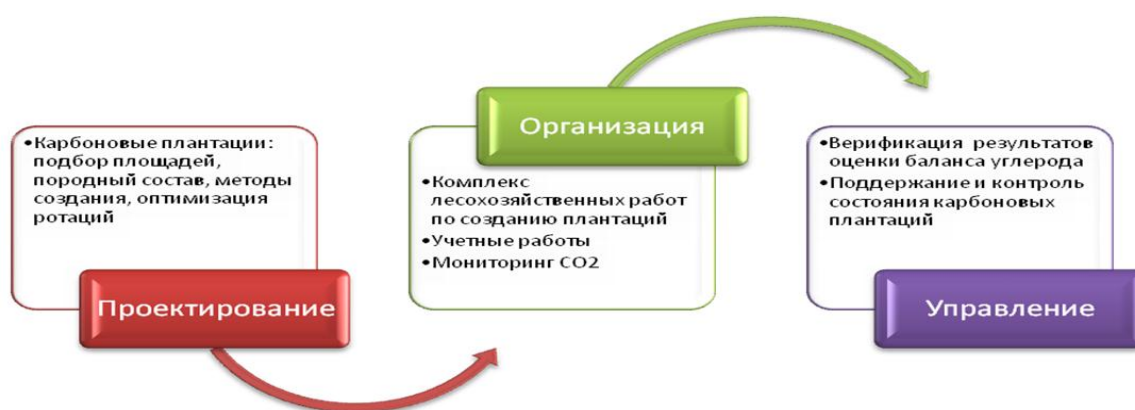 •Карбоновые плантации:
подбор площадей,
породный состав, методы
создания, оптимизация
ротаций
Проектирование
Организация
•Комплекс
лесохозяйственных работ
по созданию плантаций
•Учетные работы
•Мониторинг СО2
•Верификация результатов
оценки баланса углерода
•Поддержание и контроль
состояния карбоновых
плантаций
Управление